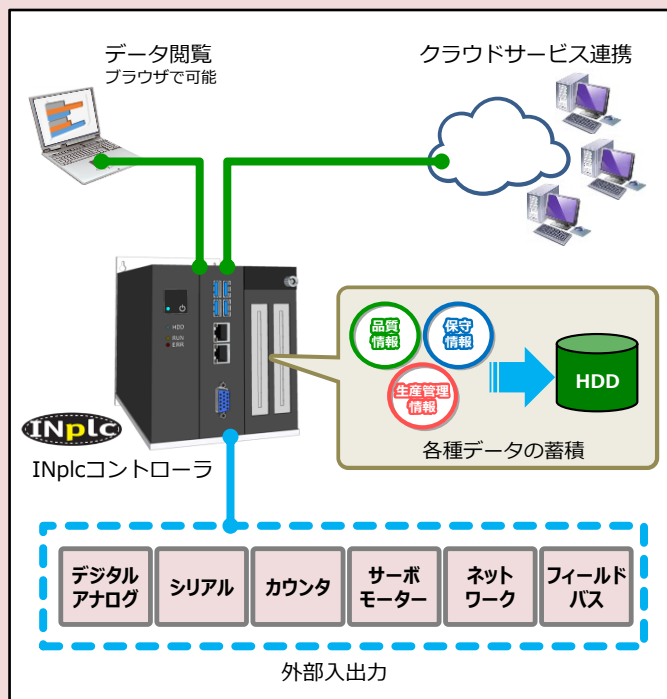 データ閲覧
ブラウザで可能
クラウドサービス連携
HDD
RUN
ERR
品質
情報
保守
情報
生産管理
情報
HDD
各種データの蓄積
INplc
INplcコントローラ
デジタル
アナログ
シリアル
カウンタ
サーボ
モーター
ネット
ワーク
フィールド
バス
外部入出力